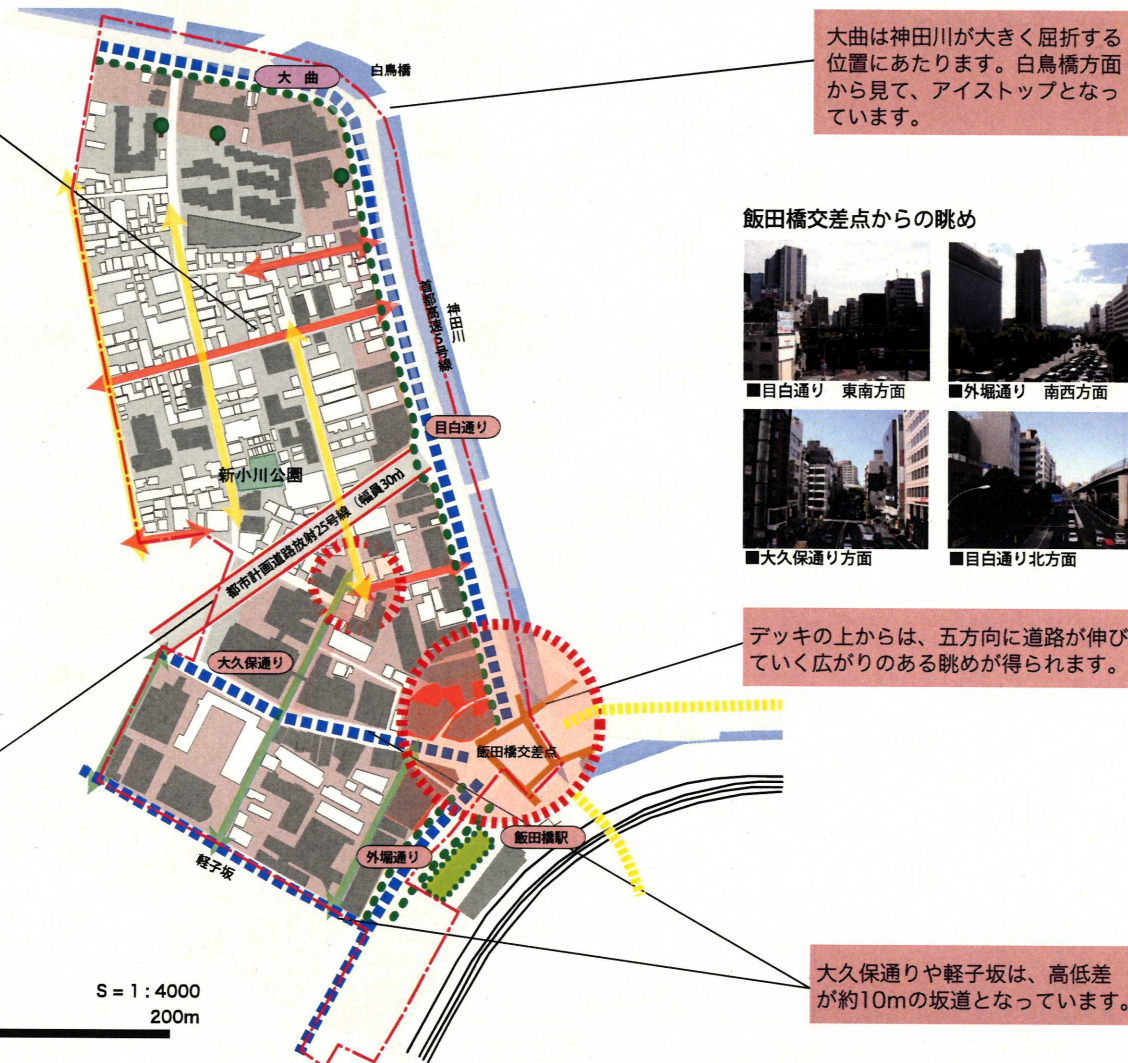 大曲は神田川が大きく屈折する
位置にあたります。白鳥橋方面
から見て、アイストップとなっ
ています。
大 曲
白鳥橋
飯田橋交差点からの眺め
■目白通り 東南方面
■外堀通り 南西方面
■大久保通り方面
■目白通り北方面
神田川
首都高速5号線
目白通り
新小川公園
都市計画道路放射25号線（幅員30m）
デッキの上からは、五方向に道路が伸び
ていく広がりのある眺めが得られます。
大久保通り
飯田橋交差点
飯田橋駅
外堀通り
軽子坂
大久保通りや軽子坂は、高低差
が約10mの坂道となっています。
S = 1 : 4000
200m